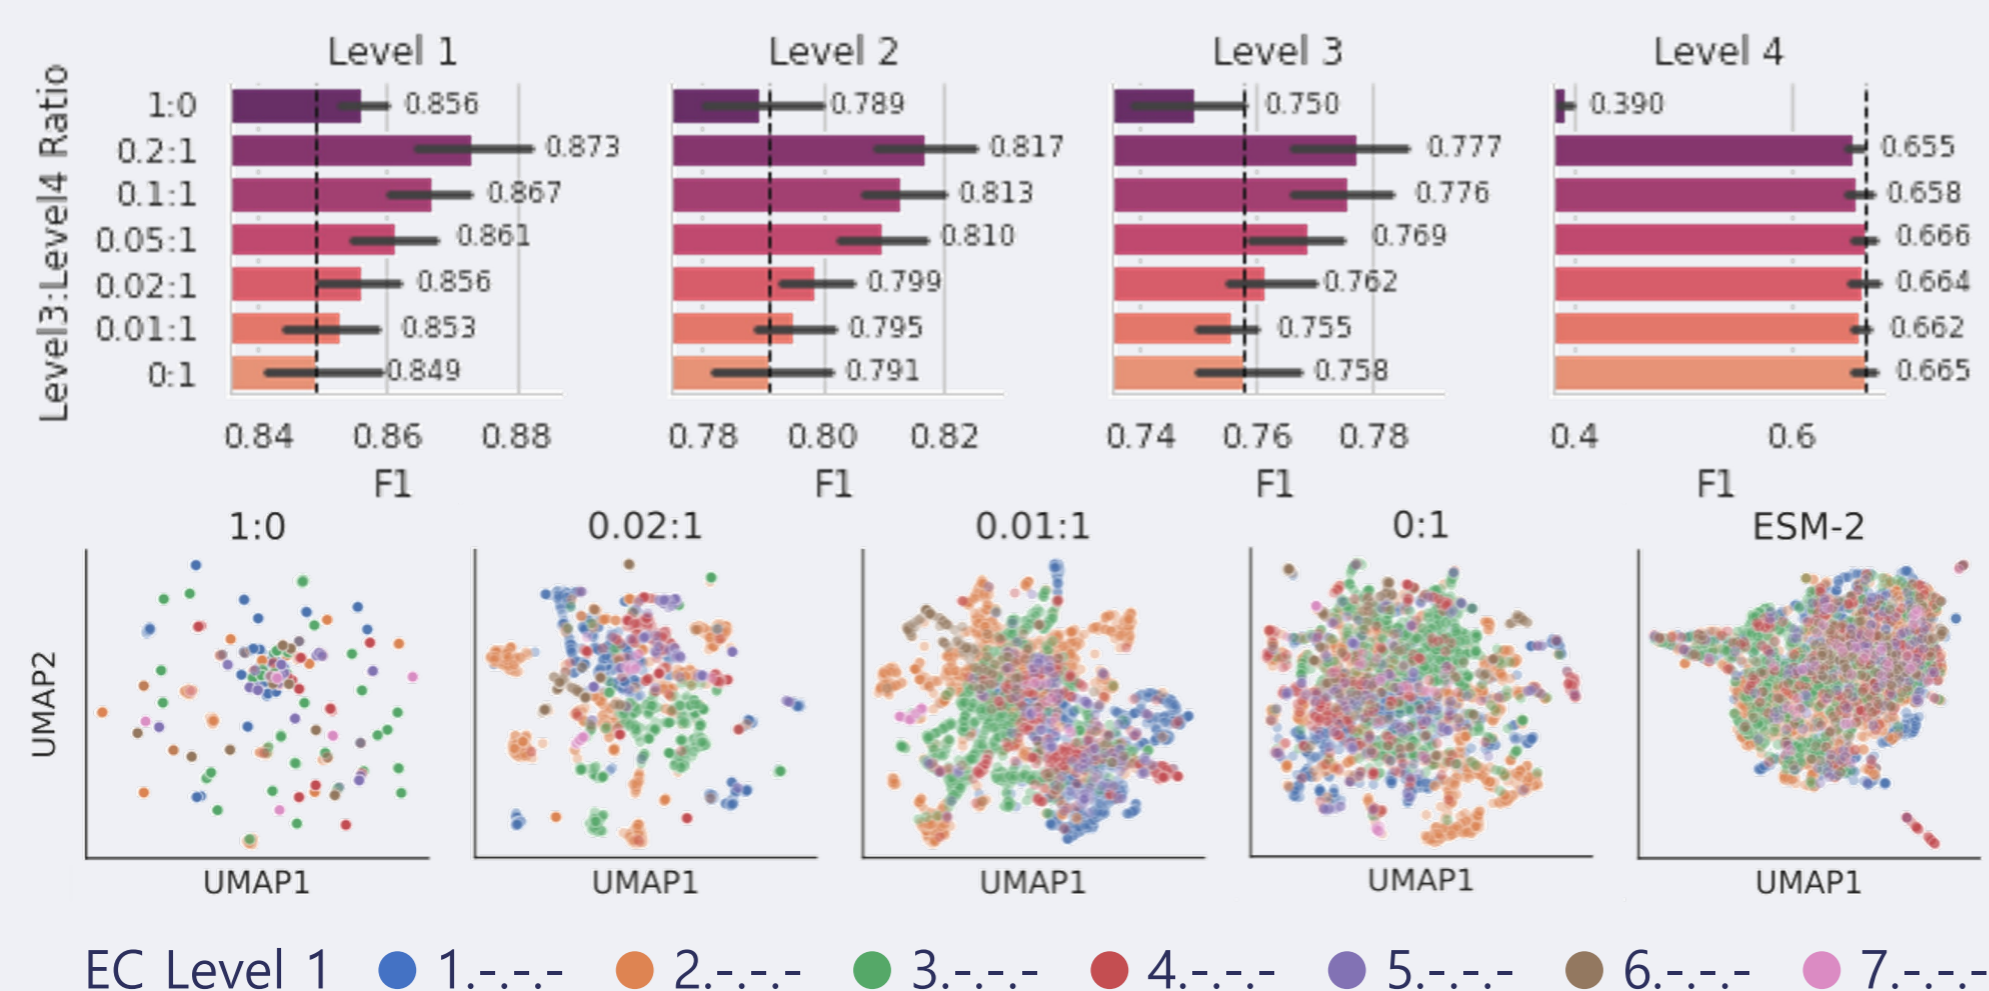 Level 1 Level 2 Level 3 Level 4
Level3:Level4 Ratio
1:0 0.856 0.789 0.750 0.390
0.2:1 0.873 0.817 0.777 0.655
0.1:1 0.867 0.813 0.776 0.658
0.05:1 0.861 0.810 0.769 0.666
0.02:1 0.856 0.799 0.762 0.664
0.01:1 0.853 0.795 0.755 0.662
0:1 0.849 0.791 0.758 0.665
0.84 0.86 0.88 0.78 0.80 0.82 0.74 0.76 0.78 0.4 0.6
F1 F1 F1 F1
1:0 0.02:1 0.01:1 0:1 ESM-2
UMAP2
UMAP1 UMAP1 UMAP1 UMAP1 UMAP1
EC Level 1 1.-.-.- 2.-.-.- 3.-.-.- 4.-.-.- 5.-.-.- 6.-.-.- 7.-.-.-